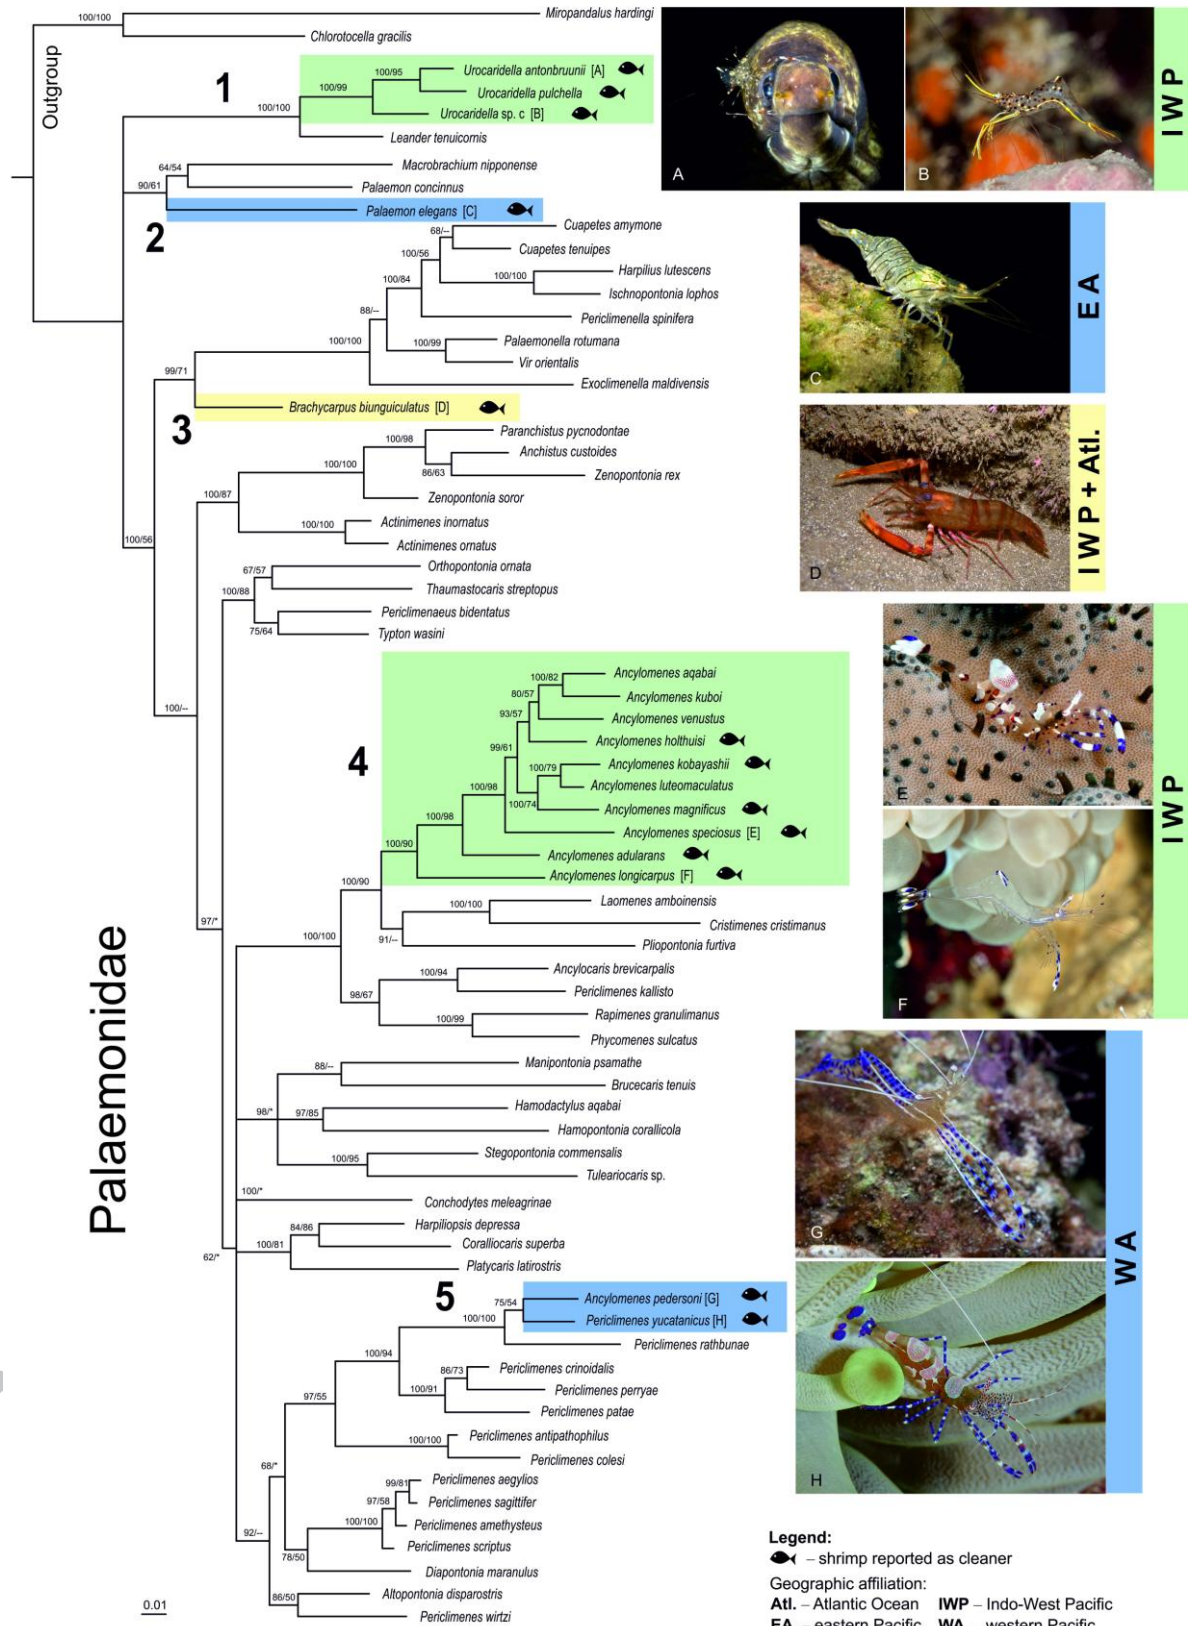 100/100
Miropandalus hardingi
Chlorotocella gracilis
Outgroup
1
100/100
100/99
100/95
Urocaridella antonbruunii [A]
Urocaridella pulchella
Urocaridella sp. c [B]
Leander tenuicornis
64/54
90/61
Macrobrachium nipponense
Palaemon concinnus
Palaemon elegans [C]
2
68/--
100/56
100/84
88/--
100/100
100/100
100/99
99/71
Cuapetes amymone
Cuapetes tenuipes
Harpilius lutescens
Ischnopontonia lophos
Periclimenella spinifera
Palaemonella rotumana
Vir orientalis
Exoclimenella maldivensis
Brachycarpus biunguiculatus [D]
3
100/98
86/63
100/100
100/87
100/100
Paranchistus pycnodontae
Anchistus custoides
Zenopontonia rex
Zenopontonia soror
Actinimenes inornatus
Actinimenes ornatus
100/56
67/57
100/88
75/64
Orthopontonia ornata
Thaumastocaris streptopus
Periclimenaeus bidentatus
Typton wasini
100/--
4
100/82
80/57
93/57
99/61
100/79
100/74
100/98
100/98
100/90
100/90
Ancylomenes aqabai
Ancylomenes kuboi
Ancylomenes venustus
Ancylomenes holthuisi
Ancylomenes kobayashii
Ancylomenes luteomaculatus
Ancylomenes magnificus
Ancylomenes speciosus [E]
Ancylomenes adularans
Ancylomenes longicarpus [F]
97/*
100/100
100/100
91/--
Laomenes amboinensis
Cristimenes cristimanus
Pliopontonia furtiva
100/94
98/67
100/99
Ancylocaris brevicarpalis
Periclimenes kallisto
Rapimenes granulimanus
Phycomenes sulcatus
88/--
98/*
97/85
100/95
Manipontonia psamathe
Brucecaris tenuis
Hamodactylus aqabai
Hamopontonia corallicola
Stegopontonia commensalis
Tuleariocaris sp.
100/*
Conchodytes meleagrinae
84/86
100/81
62/*
Harpiliopsis depressa
Coralliocaris superba
Platycaris latirostris
5
75/54
100/100
Ancylomenes pedersoni [G]
Periclimenes yucatanicus [H]
Periclimenes rathbunae
100/94
86/73
100/91
97/55
100/100
Periclimenes crinoidalis
Periclimenes perryae
Periclimenes patae
Periclimenes antipathophilus
Periclimenes colesi
68/*
99/81
97/58
100/100
78/50
Periclimenes aegylios
Periclimenes sagittifer
Periclimenes amethysteus
Periclimenes scriptus
Diapontonia maranulus
92/--
86/50
Altopontonia disparostris
Periclimenes wirtzi
0.01
Palaemonidae
A
B
IWP
C
EA
D
IWP + Atl.
E
F
IWP
G
H
WA
Legend:
– shrimp reported as cleaner
Geographic affiliation:
Atl. – Atlantic Ocean IWP – Indo-West Pacific
EA – eastern Pacific WA – western Pacific